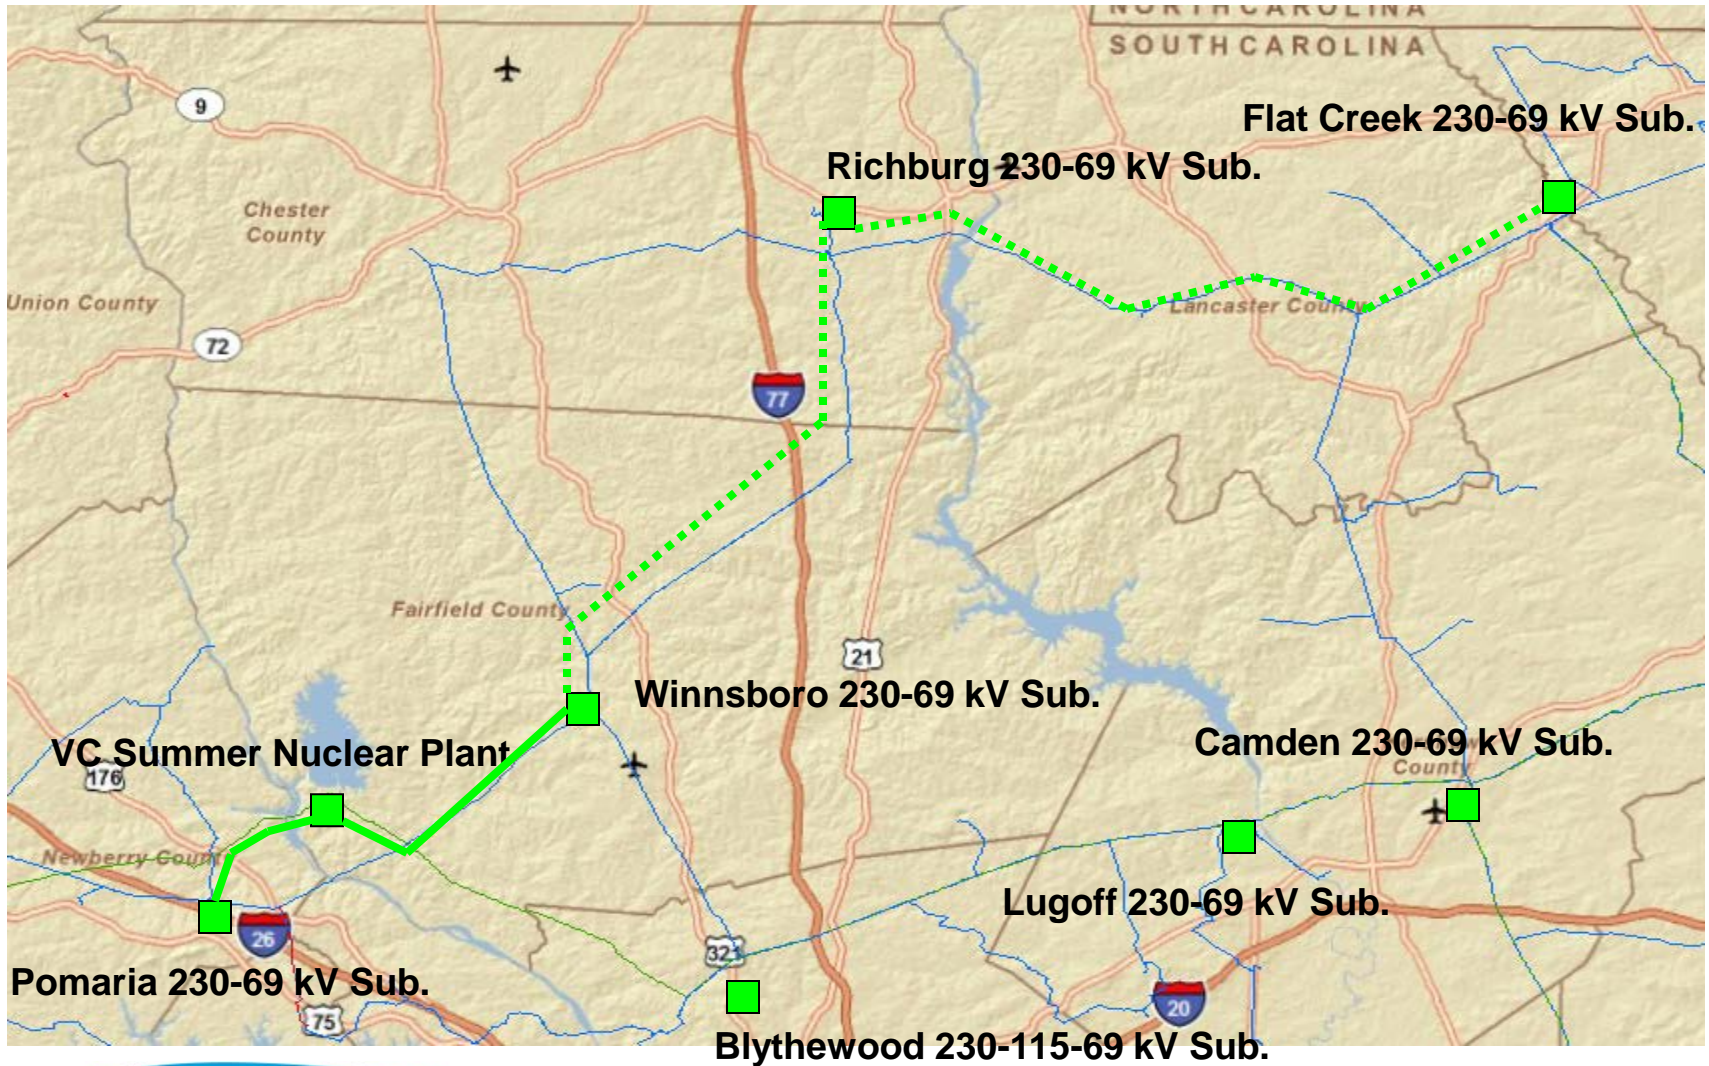 NORTH CAROLINA
SOUTH CAROLINA
9
Flat Creek 230-69 kV Sub.
Richburg 230-69 kV Sub.
Chester
County
Union County
Lancaster County
72
77
Fairfield County
21
Winnsboro 230-69 kV Sub.
VC Summer Nuclear Plant
176
Camden 230-69 kV Sub.
County
Newberry County
Lugoff 230-69 kV Sub.
26
321
Pomaria 230-69 kV Sub.
20
75
Blythewood 230-115-69 kV Sub.